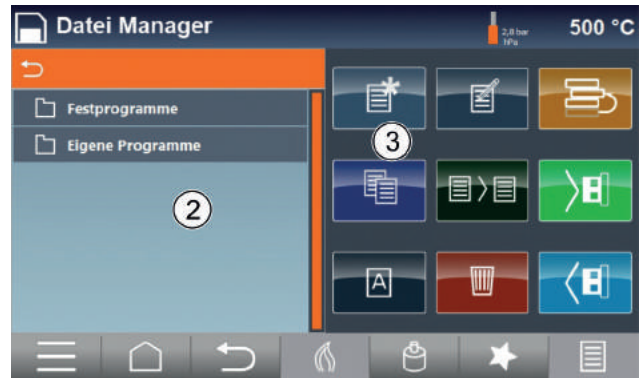 Datei Manager
2,8 bar
hPa
500 °C
Festprogramme
Eigene Programme
2
3
A